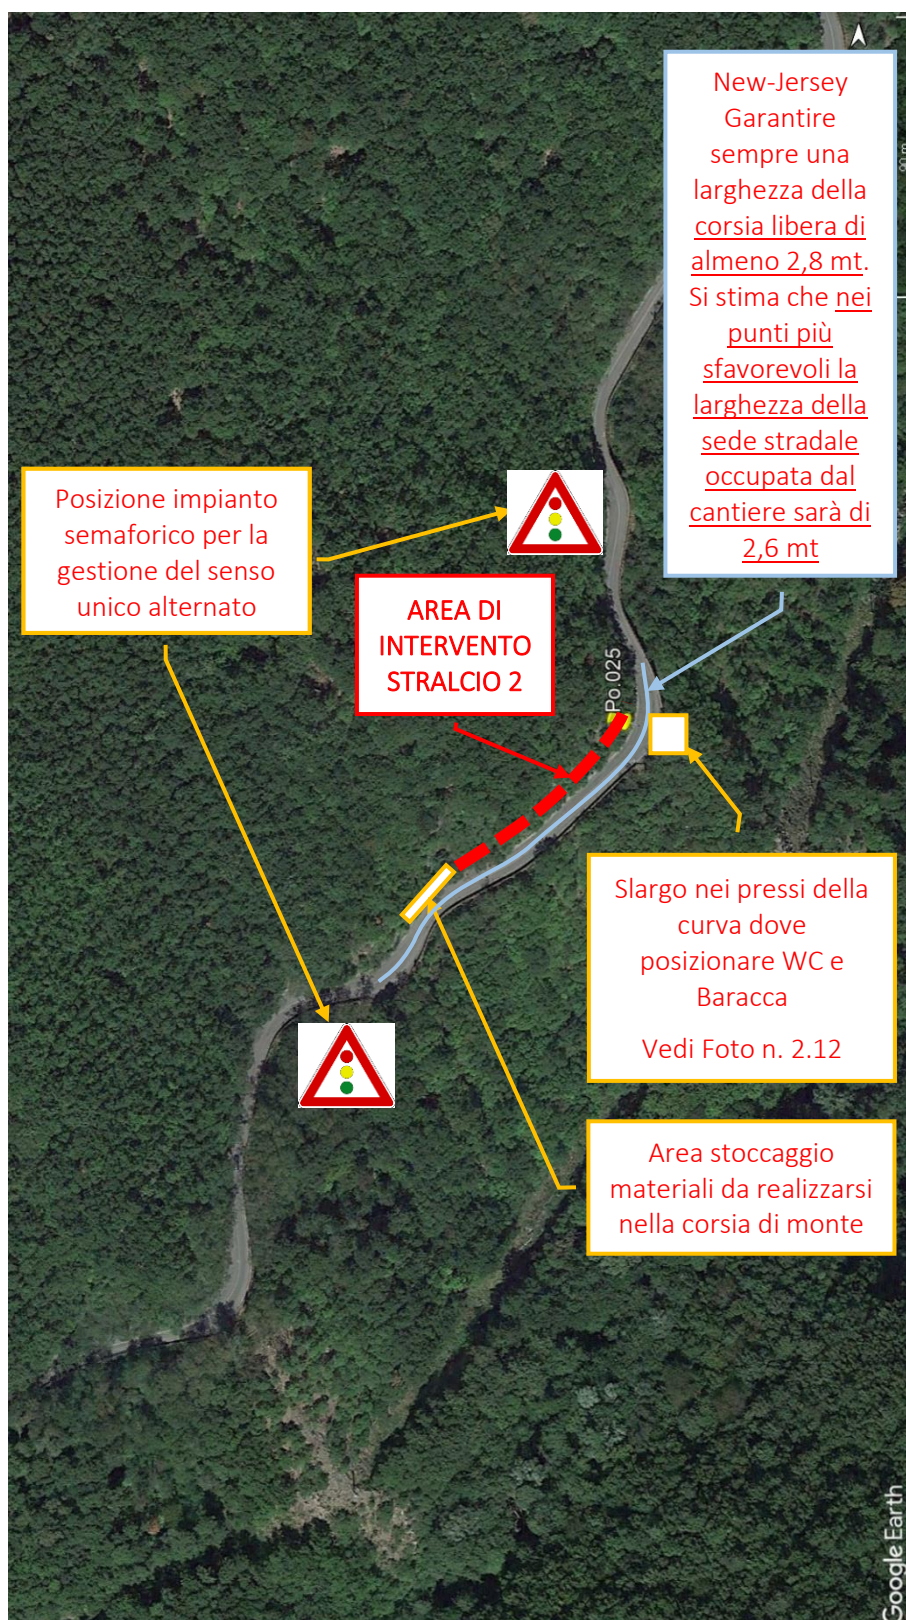 New-Jersey
Garantire
sempre una
larghezza della
corsia libera di
almeno 2,8 mt.
Si stima che nei
punti più
sfavorevoli la
larghezza della
sede stradale
occupata dal
cantiere sarà di
2,6 mt
90 m
Posizione impianto
semaforico per la
gestione del senso
unico alternato
AREA DI
INTERVENTO
STRALCIO 2
Po.025
Slargo nei pressi della
curva dove
posizionare WC e
Baracca
Vedi Foto n. 2.12
Area stoccaggio
materiali da realizzarsi
nella corsia di monte
Google Earth